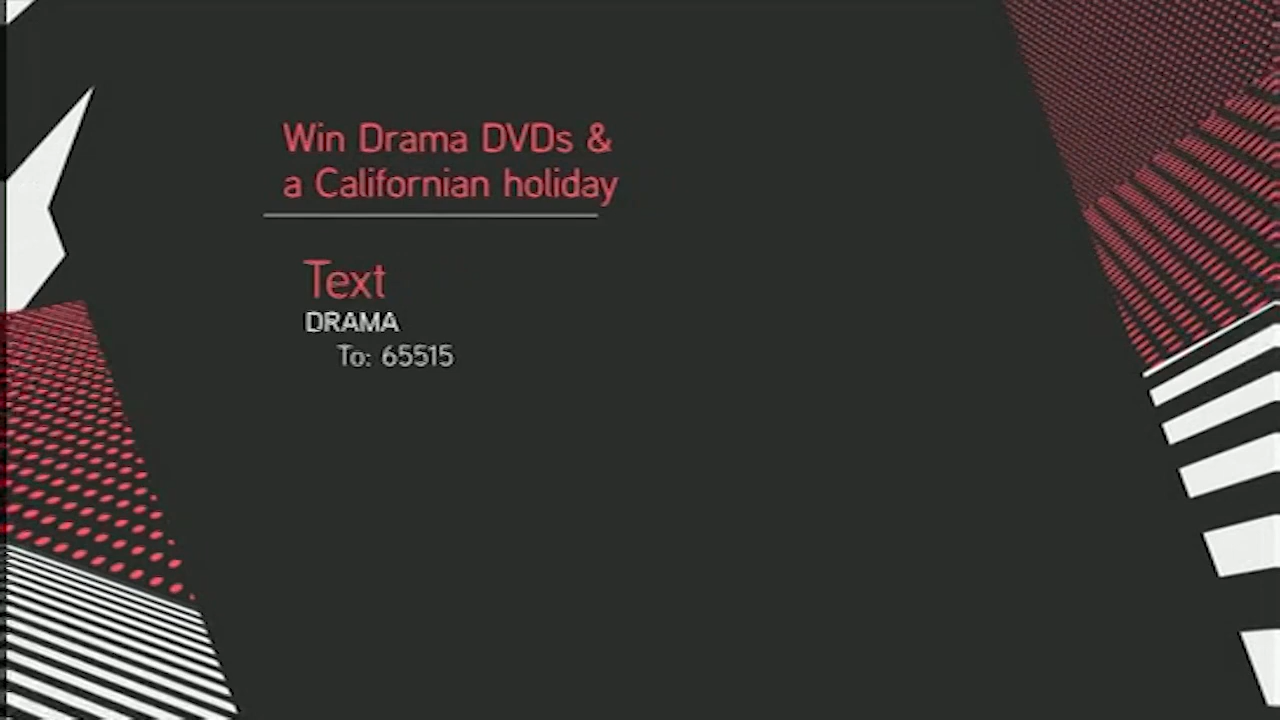 Win Drama DVDs &
a Californian holiday
Text
DRAMA
To: 65515